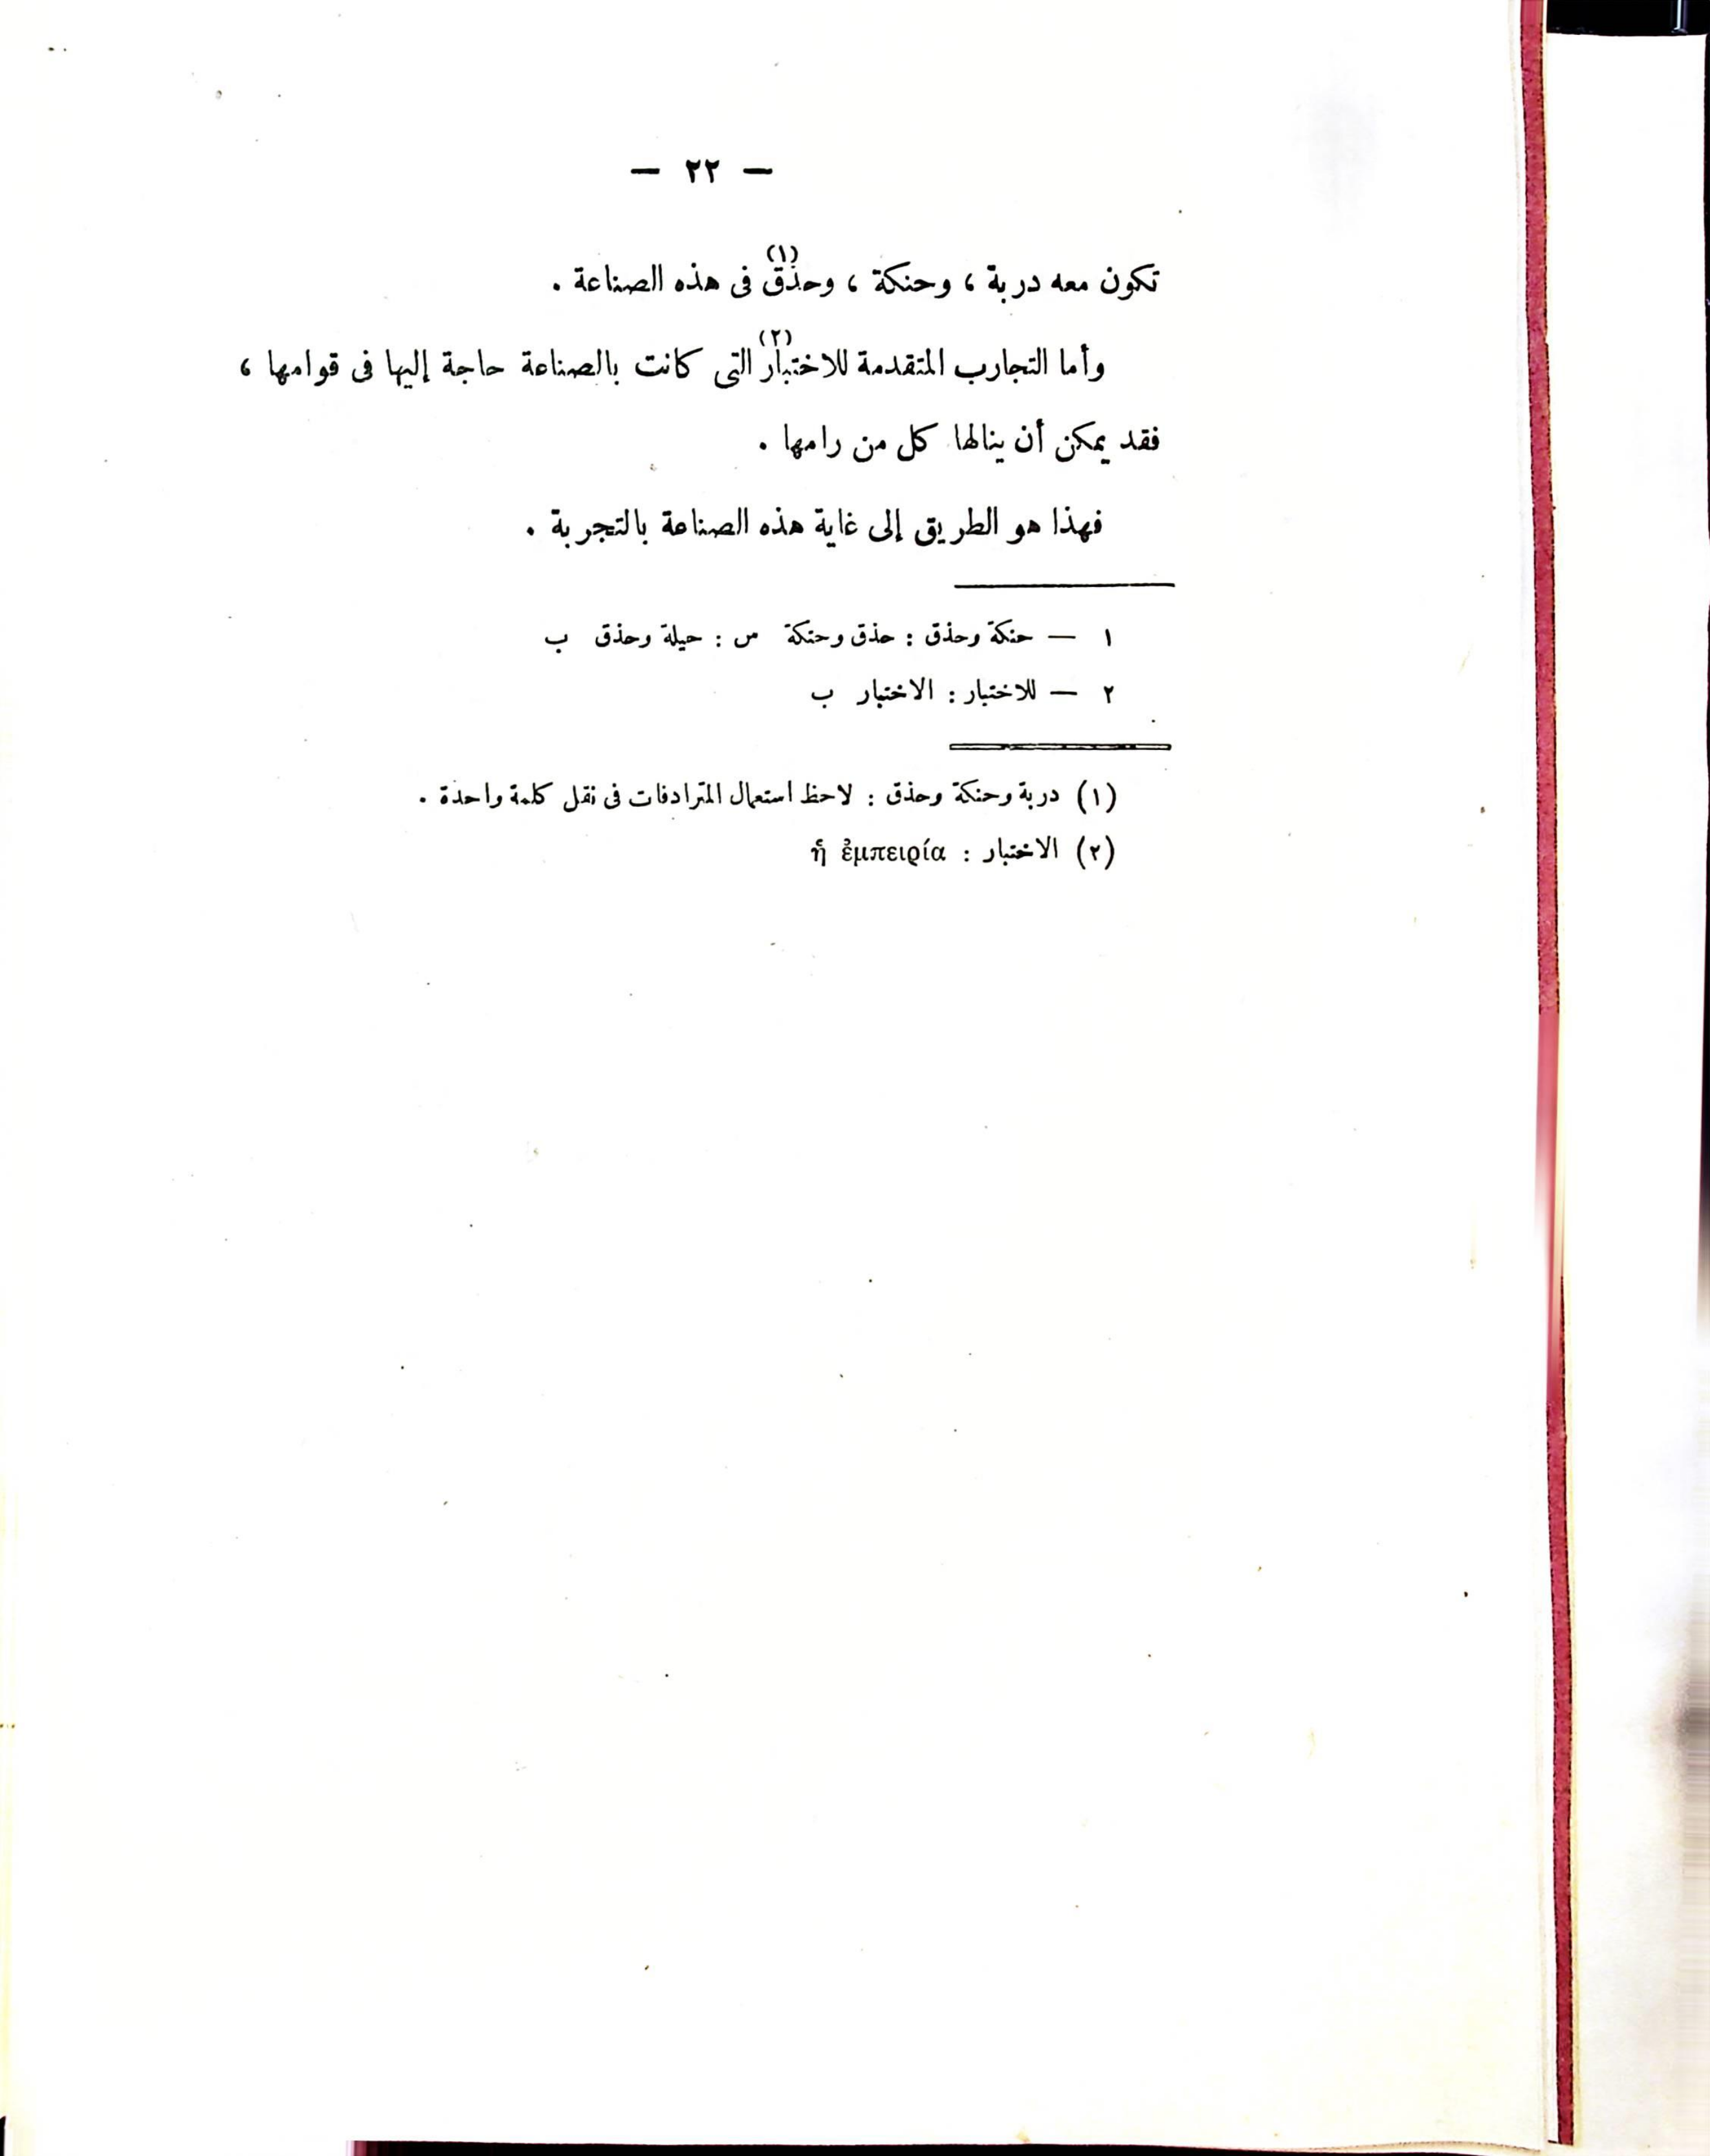 — ٢٢ —
تكون معه دربة ، وحنكة ، وحذق(١) فى هذه الصناعة .
وأما التجارب المتقدمة للاختبار(٢) التى كانت بالصناعة حاجة إليها فى قوامها ،
فقد يمكن أن ينالها كل من رامها .
فهذا هو الطريق إلى غاية هذه الصناعة بالتجربة .
١ — حنكة وحذق : حذق وحنكة س : حيلة وحذق ب
٢ — للاختبار : الاختبار ب
(١) دربة وحنكة وحذق : لاحظ استعمال المترادفات فى نقل كلمة واحدة .
(٢) الاختبار : ἡ ἐμπειρία